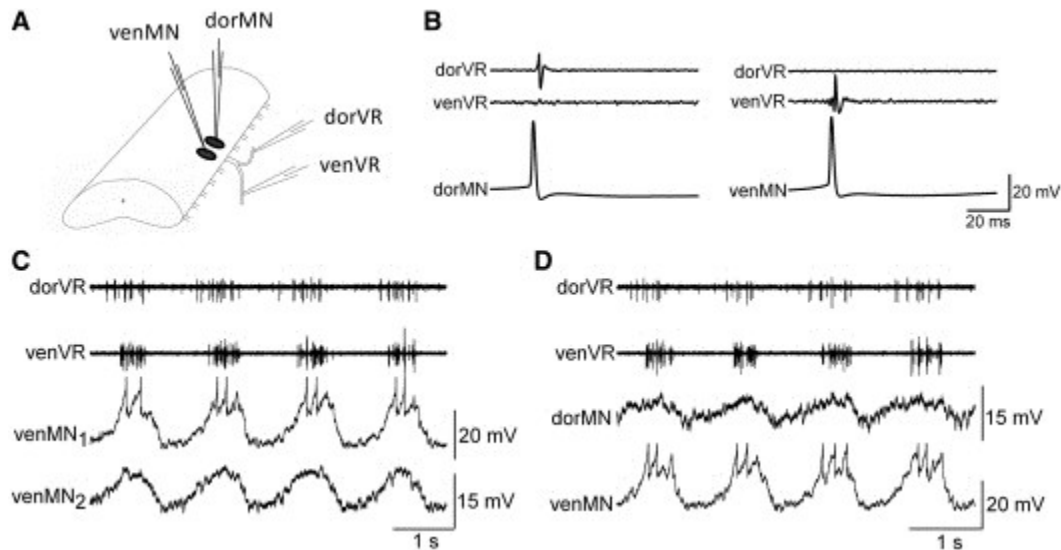 A
venMN
dorMN
dorVR
venVR
B
dorVR
venVR
dorMN
dorVR
venVR
venMN
20 mV
20 ms
C
dorVR
venVR
venMN1
20 mV
venMN2
15 mV
1 s
D
dorVR
venVR
dorMN
15 mV
venMN
20 mV
1 s